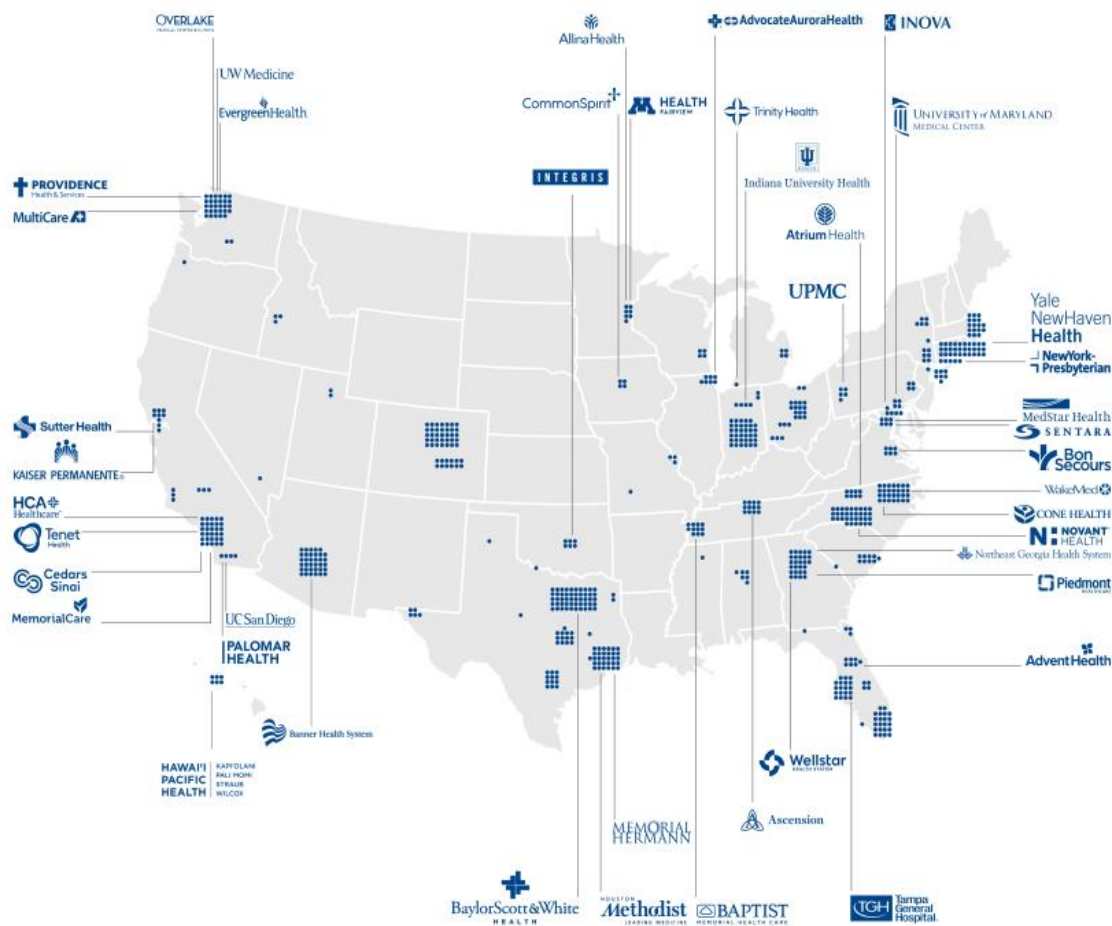 OVERLAKE
UW Medicine
EvergreenHealth
PROVIDENCE
Health & Services
MultiCare
Allina Health
CommonSpirit
HEALTH
FAIRVIEW
INTEGRIS
AdvocateAuroraHealth
Trinity Health
Indiana University Health
Atrium Health
UPMC
INOVA
UNIVERSITY of MARYLAND
MEDICAL CENTER
Yale
NewHaven
Health
NewYork-
Presbyterian
MedStar Health
SENTARA
Bon
Secours
WakeMed
CONE HEALTH
NOVANT
HEALTH
Northeast Georgia Health System
Piedmont
HEALTHCARE
AdventHealth
Sutter Health
KAISER PERMANENTE®
HCA
Healthcare
Tenet
Health
Cedars
Sinai
MemorialCare
UC San Diego
PALOMAR
HEALTH
Banner Health System
HAWAI'I
PACIFIC
HEALTH
KAPI'OLANI
PALI MOMI
STRAUB
WILCOX
Wellstar
HEALTH SYSTEM
Ascension
MEMORIAL
HERMANN
BaylorScott&White
HEALTH
HOUSTON
Methodist
LEADING MEDICINE
BAPTIST
MEMORIAL HEALTH CARE
TGH
Tampa
General
Hospital.